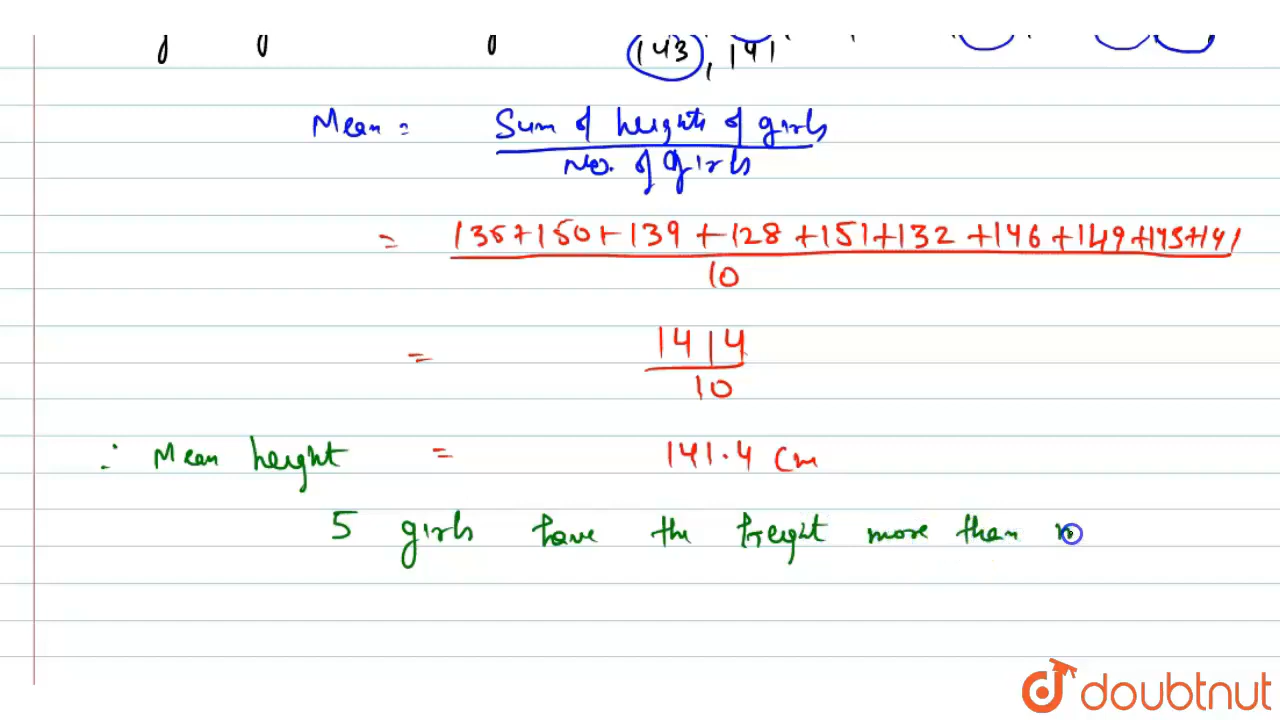 143, 141
Mean = Sum of heights of girls
No. of Girls
= 135+150+139+128+151+132+146+149+143+141
10
= 1414
10
∴ Mean height = 141.4 cm
5 girls have the height more than
doubtnut